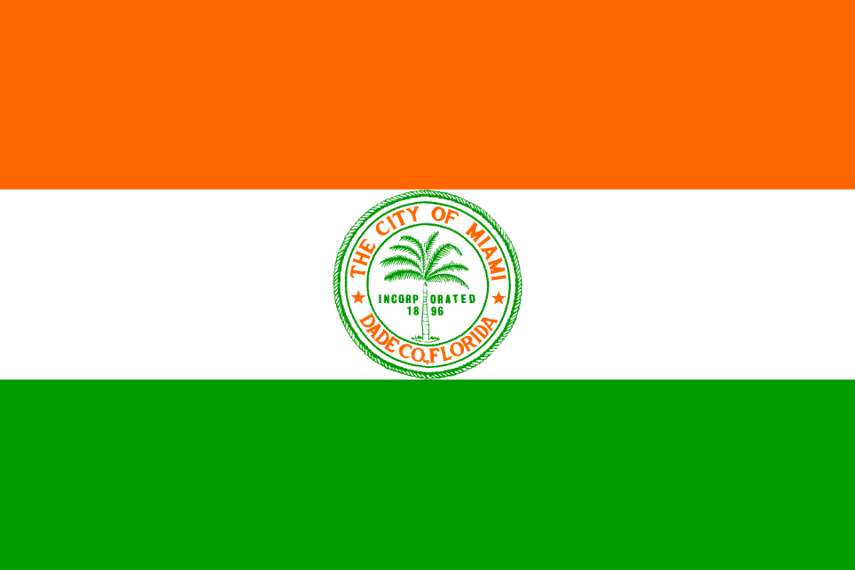 THE CITY OF MIAMI
INCORPORATED
1896
DADE CO., FLORIDA